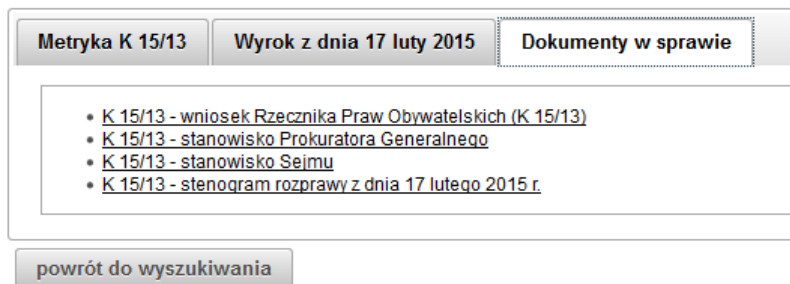 Metryka K 15/13 Wyrok z dnia 17 luty 2015 Dokumenty w sprawie
K 15/13 - wniosek Rzecznika Praw Obywatelskich (K 15/13)
K 15/13 - stanowisko Prokuratora Generalnego
K 15/13 - stanowisko Sejmu
K 15/13 - stenogram rozprawy z dnia 17 lutego 2015 r.
powrót do wyszukiwania